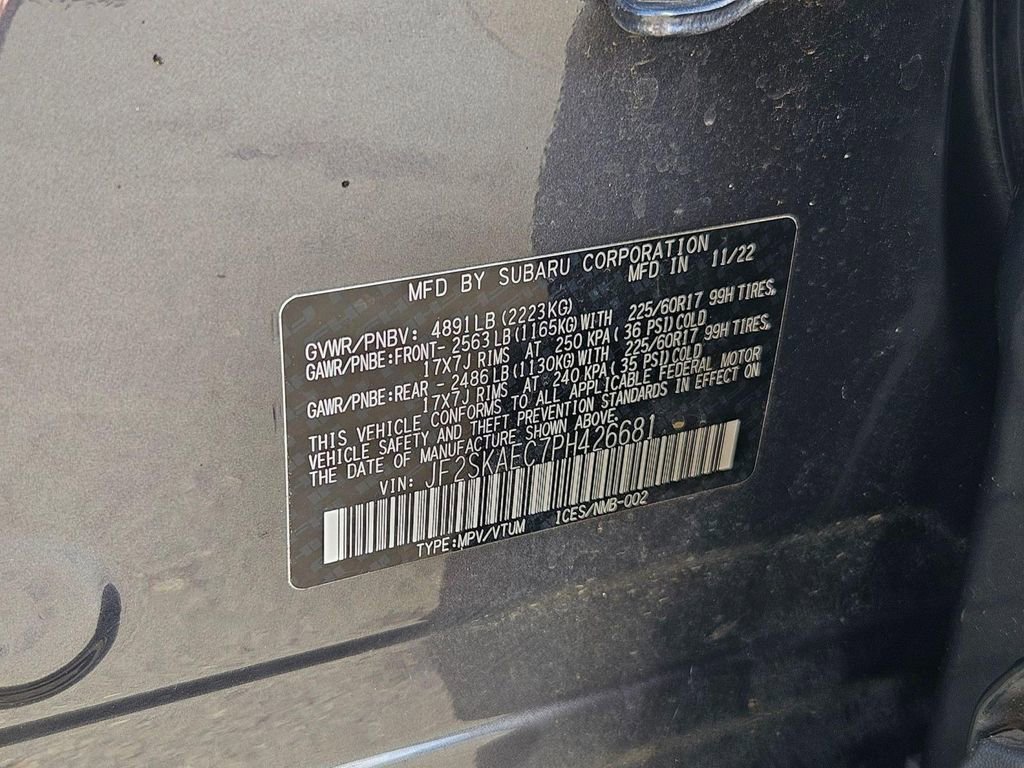 MFD BY SUBARU CORPORATION
MFD IN 11/22
GVWR/PNBV: 4891LB(2223KG)
GAWR/PNBE:FRONT- 2563LB(1165KG)WITH 225/60R17 99H TIRES,
17X7J RIMS AT 250 KPA( 36 PSI)COLD
GAWR/PNBE:REAR - 2486LB(1130KG)WITH 225/60R17 99H TIRES,
17X7J RIMS AT 240 KPA( 35 PSI)COLD
THIS VEHICLE CONFORMS TO ALL APPLICABLE FEDERAL MOTOR
VEHICLE SAFETY AND THEFT PREVENTION STANDARDS IN EFFECT ON
THE DATE OF MANUFACTURE SHOWN ABOVE.
VIN: JF2SKAEC7PH426681
TYPE:MPV/VTUM ICES/NMB-002